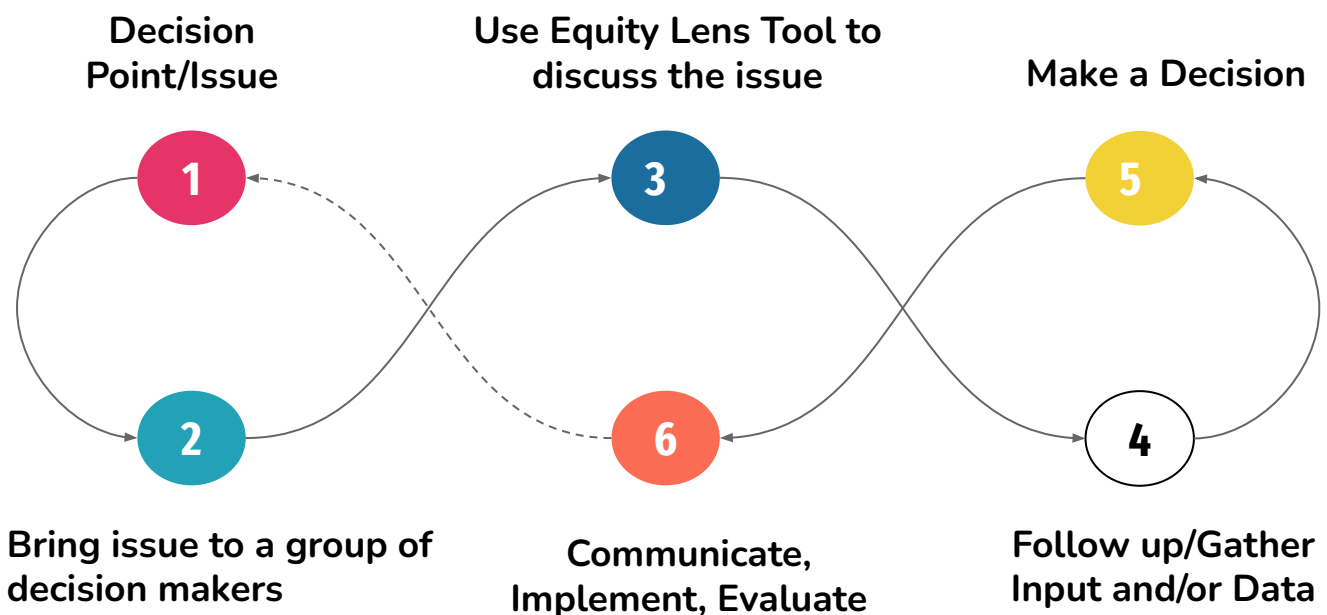 Decision
Point/Issue
Use Equity Lens Tool to
discuss the issue
Make a Decision
1
3
5
2
6
4
Bring issue to a group of
decision makers
Communicate,
Implement, Evaluate
Follow up/Gather
Input and/or Data